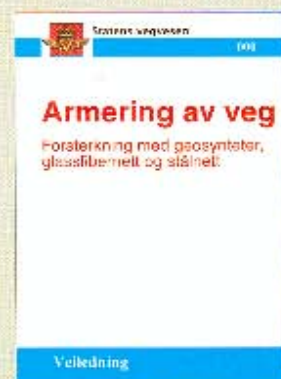 Statens vegvesen
Armering av veg
Forsterkning med geosynteter,
glassfibernett og stålnett
Veiledning